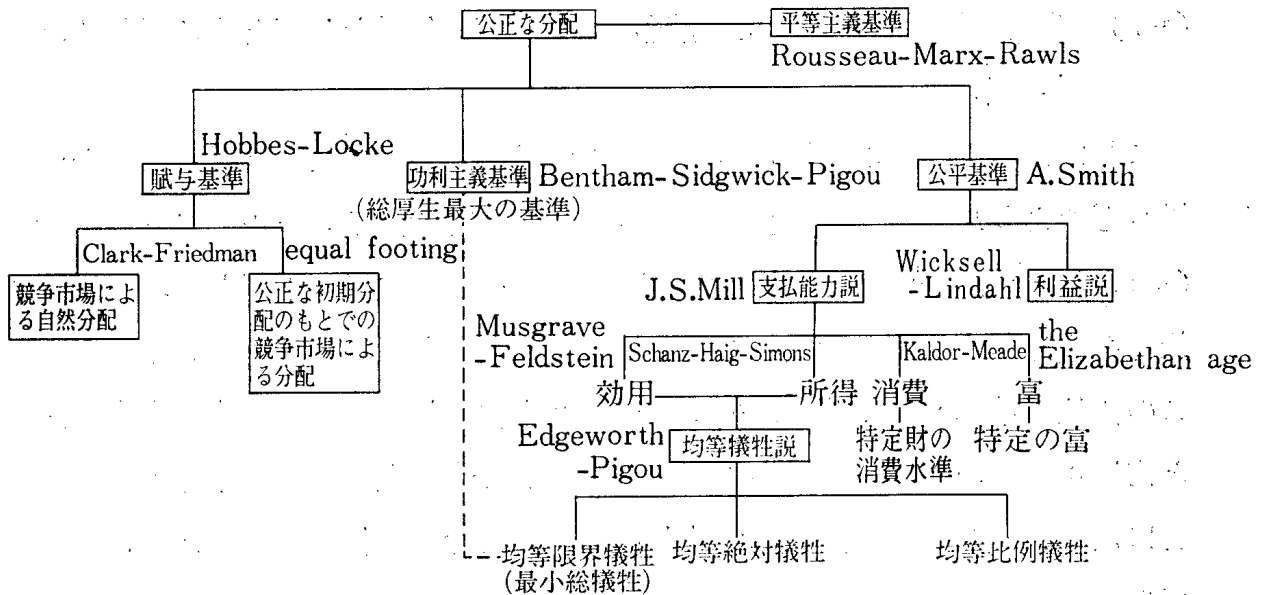 公正な分配
平等主義基準
Rousseau-Marx-Rawls
Hobbes-Locke
賦与基準
功利主義基準
Bentham-Sidgwick-Pigou
公平基準
A.Smith
(総厚生最大の基準)
Clark-Friedman
equal footing
競争市場によ
る自然分配
公正な初期分
配のもとでの
競争市場によ
る分配
J.S.Mill
支払能力説
Wicksell
-Lindahl
利益説
Musgrave
-Feldstein
Schanz-Haig-Simons
Kaldor-Meade
the
Elizabethan age
効用
所得
消費
富
Edgeworth
-Pigou
均等犠牲説
特定財の
消費水準
特定の富
均等限界犠牲
(最小総犠牲)
均等絶対犠牲
均等比例犠牲